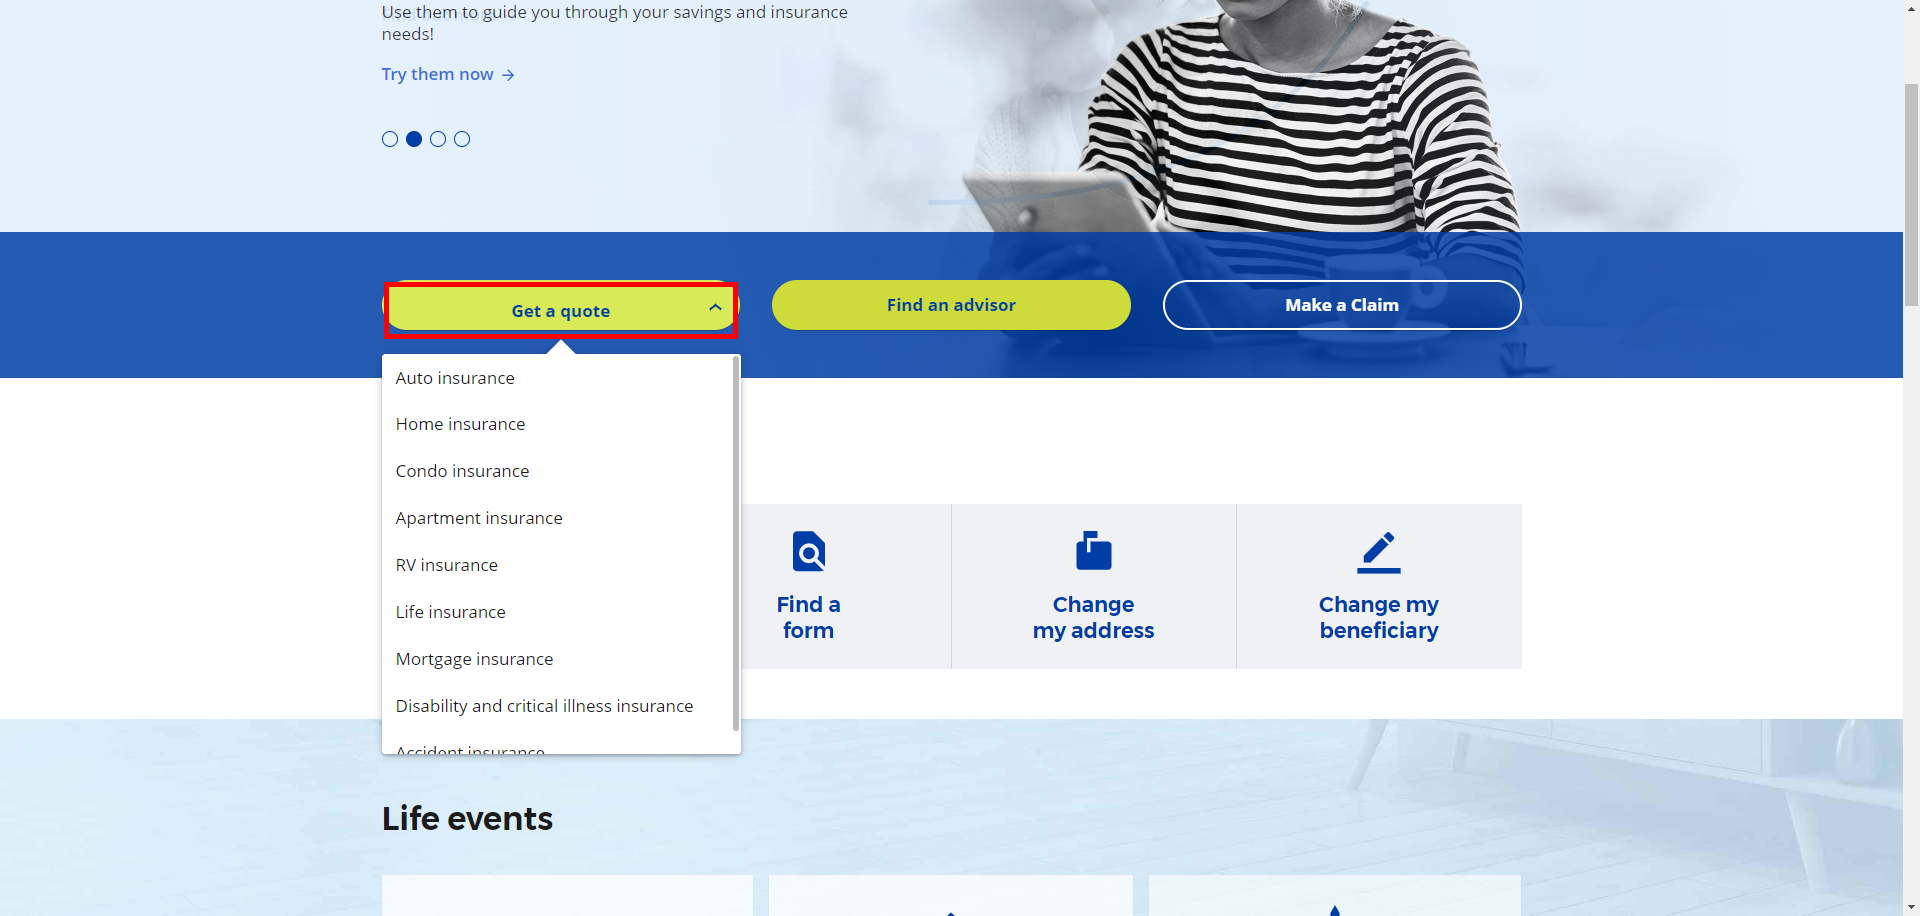 Use them to guide you through your savings and insurance
needs!
Try them now →
Get a quote
Find an advisor
Make a Claim
Auto insurance
Home insurance
Condo insurance
Apartment insurance
RV insurance
Life insurance
Mortgage insurance
Disability and critical illness insurance
Accident insurance
Find a
form
Change
my address
Change my
beneficiary
Life events